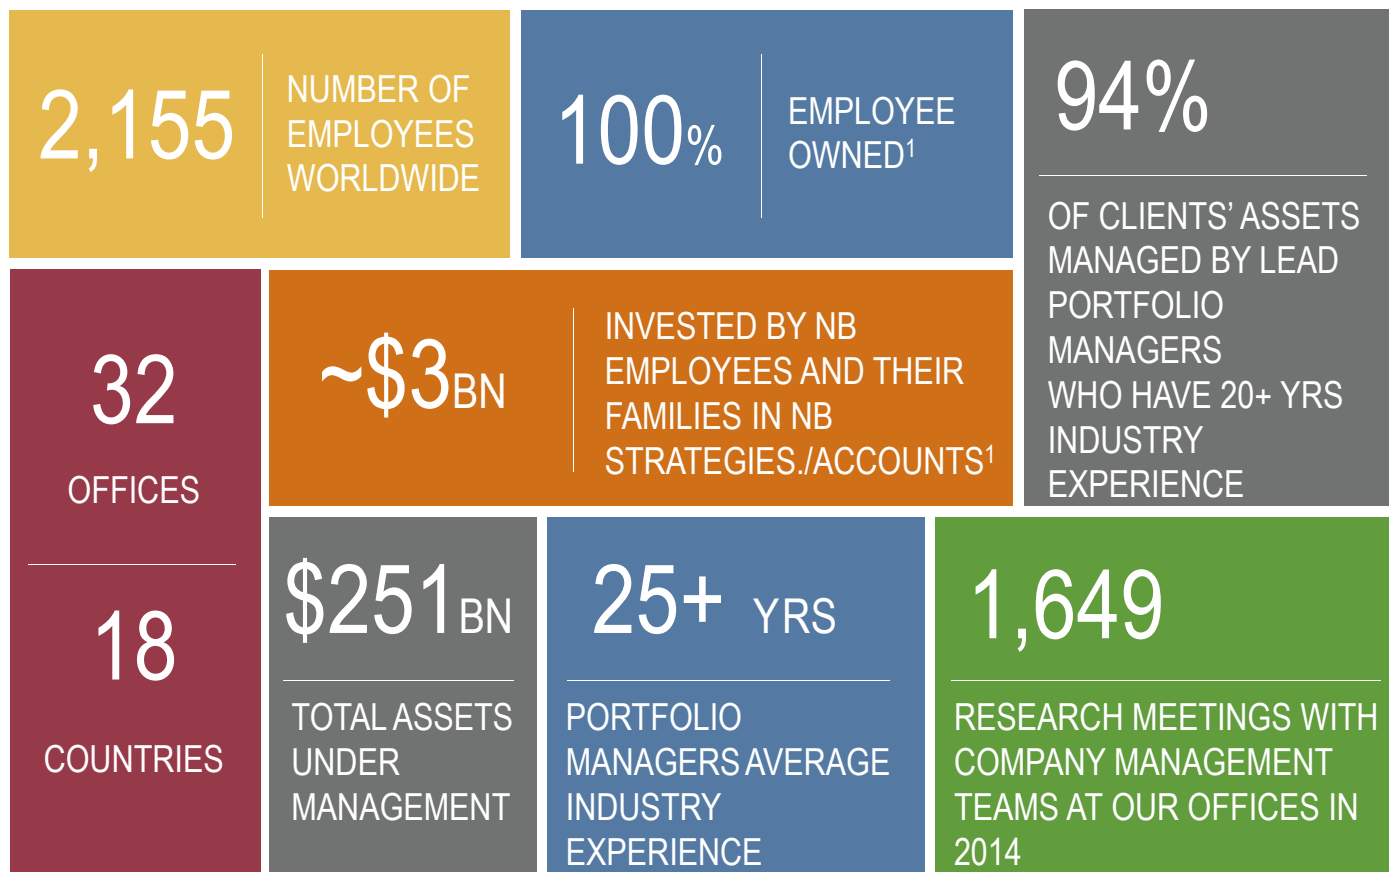 2,155
NUMBER OF
EMPLOYEES
WORLDWIDE
100%
EMPLOYEE
OWNED1
94%
OF CLIENTS’ ASSETS
MANAGED BY LEAD
PORTFOLIO
MANAGERS
WHO HAVE 20+ YRS
INDUSTRY
EXPERIENCE
32
OFFICES
18
COUNTRIES
~$3BN
INVESTED BY NB
EMPLOYEES AND THEIR
FAMILIES IN NB
STRATEGIES./ACCOUNTS1
$251BN
TOTAL ASSETS
UNDER
MANAGEMENT
25+ YRS
PORTFOLIO
MANAGERS AVERAGE
INDUSTRY
EXPERIENCE
1,649
RESEARCH MEETINGS WITH
COMPANY MANAGEMENT
TEAMS AT OUR OFFICES IN
2014